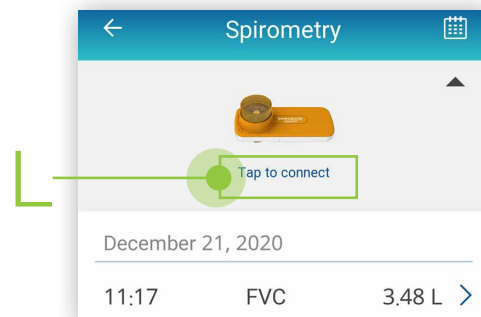 Spirometry
L
Tap to connect
December 21, 2020
11:17 FVC 3.48 L